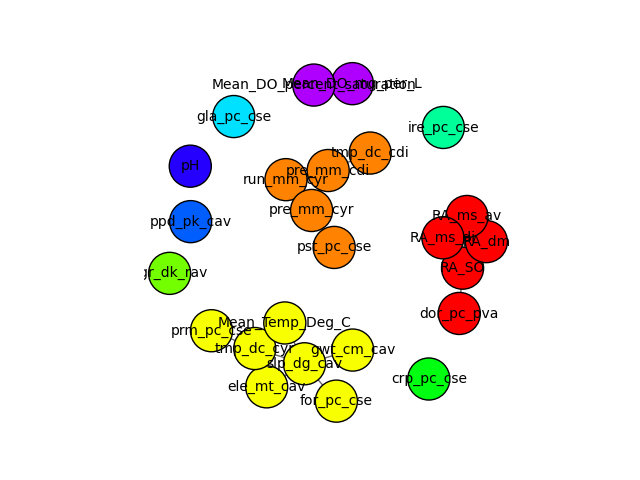 Mean_DO_percent_saturation
Mean_DO_mg_per_L
gla_pc_cse
ire_pc_cse
tmp_dc_cdi
pH
pre_mm_cdi
run_mm_cyr
pre_mm_cyr
RA_ms_av
ppd_pk_cav
RA_ms_di
RA_dm
pst_pc_cse
RA_SO
gr_dk_rav
dor_pc_pva
Mean_Temp_Deg_C
prm_pc_cse
tmp_dc_cyr
gwt_cm_cav
slp_dg_cav
crp_pc_cse
ele_mt_cav
for_pc_cse